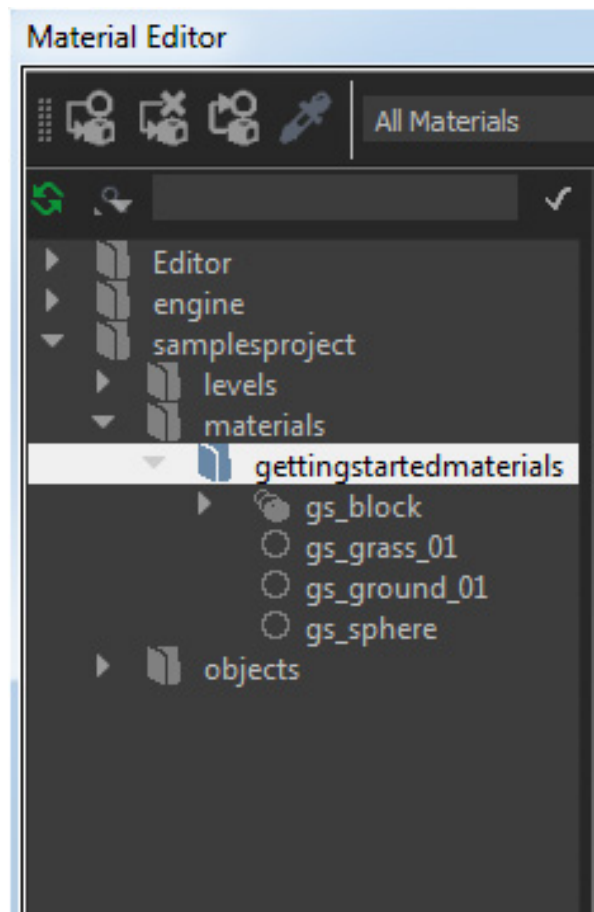 Material Editor
All Materials
Editor
engine
samplesproject
levels
materials
gettingstartedmaterials
gs_block
gs_grass_01
gs_ground_01
gs_sphere
objects